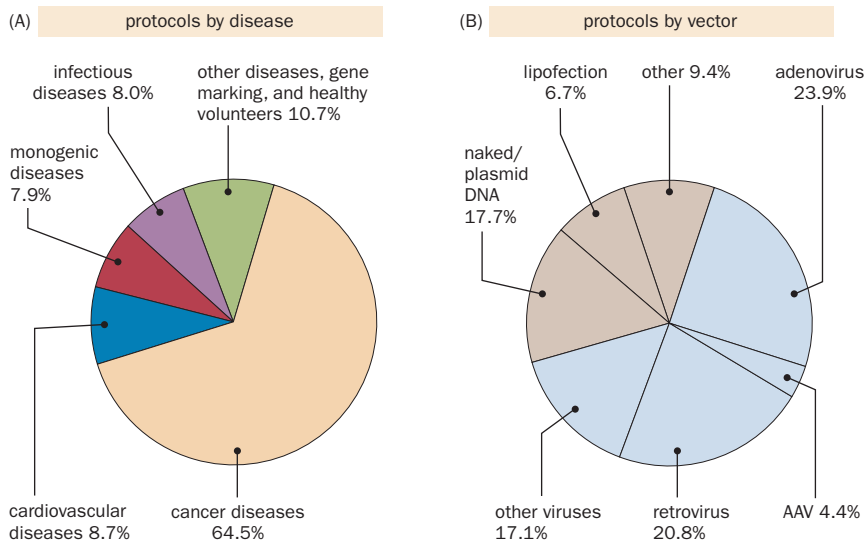 (A) protocols by disease
infectious
diseases 8.0%
other diseases, gene
marking, and healthy
volunteers 10.7%
monogenic
diseases
7.9%
cardiovascular
diseases 8.7%
cancer diseases
64.5%
(B) protocols by vector
lipofection
6.7%
other 9.4%
adenovirus
23.9%
naked/
plasmid
DNA
17.7%
other viruses
17.1%
retrovirus
20.8%
AAV 4.4%